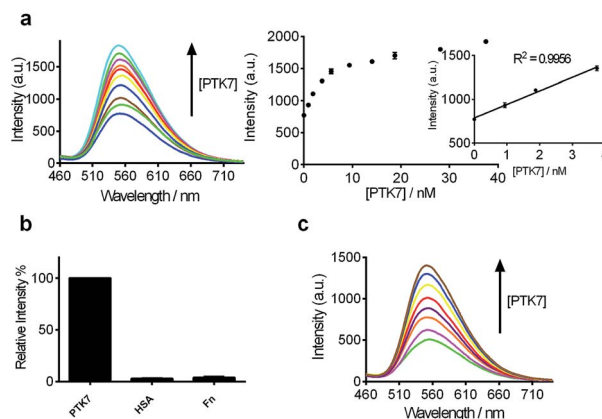 a
Intensity (a.u.)
1500
1000
500
0
460 510 560 610 660 710
Wavelength / nm
[PTK7]
Intensity (a.u.)
2000
1500
1000
500
0
0 10 20 30 40
[PTK7] / nM
Intensity (a.u.)
1500
1000
500
0 1 2 3 4
[PTK7] / nM
R² = 0.9956
b
Relative Intensity %
100
50
0
PTK7 HSA Fn
c
Intensity (a.u.)
1500
1000
500
0
460 510 560 610 660 710
Wavelength / nm
[PTK7]